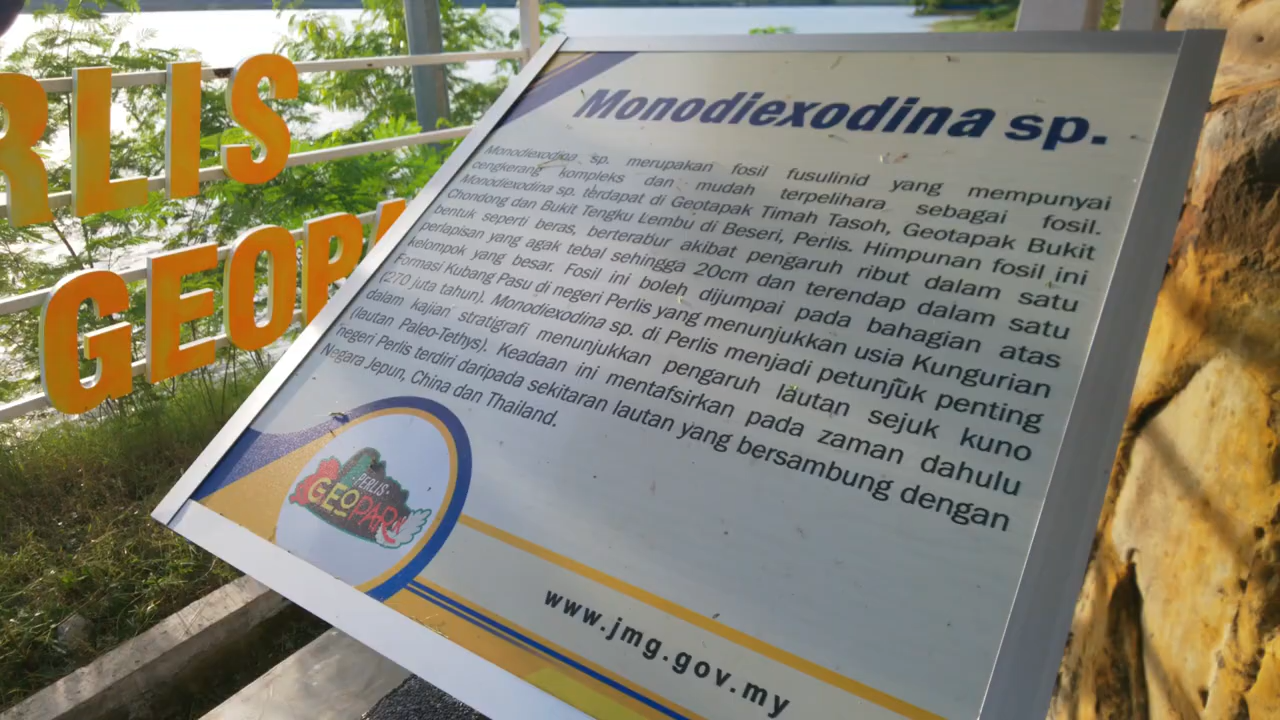 RLIS
GEOPA
Monodiexodina sp.
Monodiexodina sp. merupakan fosil fusulinid yang mempunyai
cengkerang kompleks dan mudah terpelihara sebagai fosil.
Monodiexodina sp. terdapat di Geotapak Timah Tasoh, Geotapak Bukit
Chondong dan Bukit Tengku Lembu di Beseri, Perlis. Himpunan fosil ini
bentuk seperti beras, berterabur akibat pengaruh ribut dalam satu
perlapisan yang agak tebal sehingga 20cm dan terendap dalam satu
kelompok yang besar. Fosil ini boleh dijumpai pada bahagian atas
Formasi Kubang Pasu di negeri Perlis yang menunjukkan usia Kungurian
(270 juta tahun). Monodiexodina sp. di Perlis menjadi petunjuk penting
dalam kajian stratigrafi menunjukkan pengaruh lautan sejuk kuno
(lautan Paleo-Tethys). Keadaan ini mentafsirkan pada zaman dahulu
negeri Perlis terdiri daripada sekitaran lautan yang bersambung dengan
Negara Jepun, China dan Thailand.
PERLIS
GEOPARK
www.jmg.gov.my